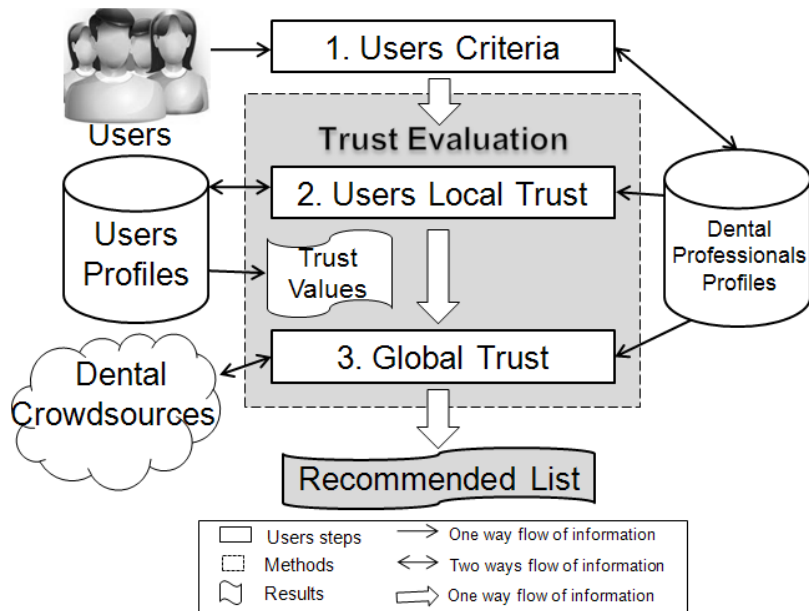 1. Users Criteria
Users
Trust Evaluation
2. Users Local Trust
Users
Profiles
Trust
Values
Dental
Professionals
Profiles
3. Global Trust
Dental
Crowdsources
Recommended List
Users steps
One way flow of information
Methods
Two ways flow of information
Results
One way flow of information